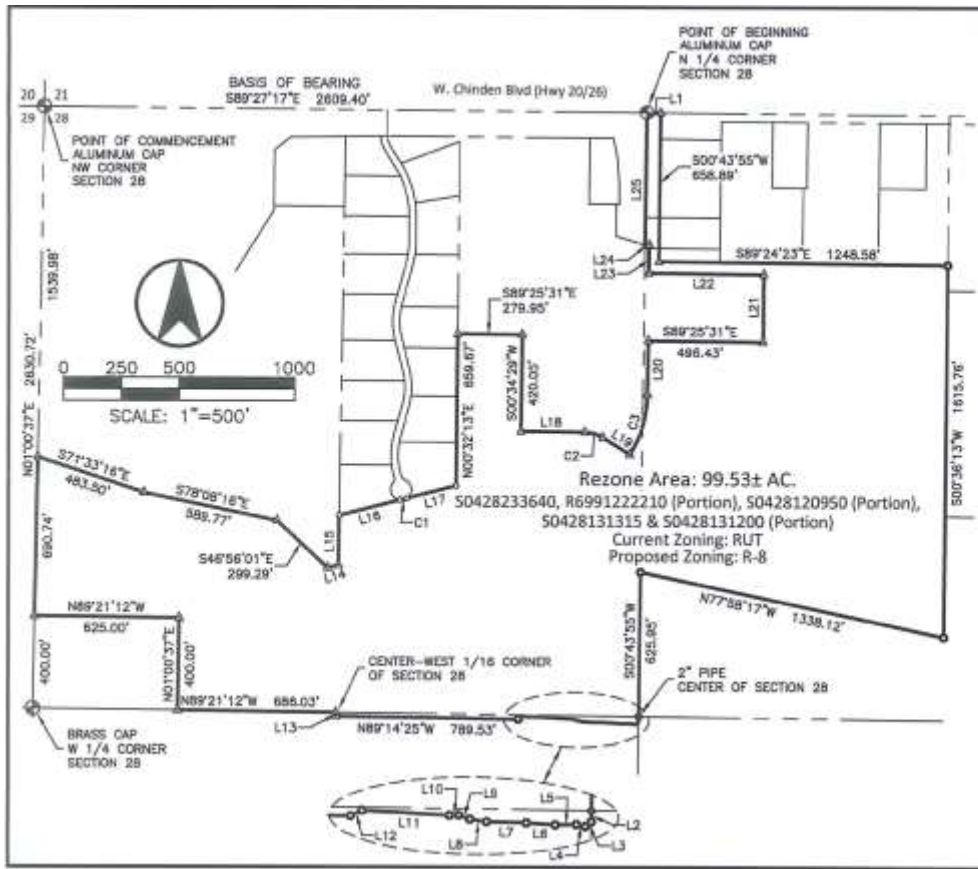 POINT OF BEGINNING
ALUMINUM CAP
N 1/4 CORNER
SECTION 28
BASIS OF BEARING
S89°27'17"E 2609.40'
W. Chinden Blvd (Hwy 20/26)
L1
20 21
29 28
POINT OF COMMENCEMENT
ALUMINUM CAP
NW CORNER
SECTION 28
S00°43'55"W
658.89'
L25
L24
L23
S89°24'23"E 1248.58'
L22
L21
1539.98'
2630.72'
N01°00'37"E
S89°25'31"E
279.95'
S89°25'31"E
496.43'
0 250 500 1000
SCALE: 1"=500'
659.67'
N00°32'13"E
S00°34'29"W
420.05'
L20
L18
C2
L19
C3
S00°36'13"W 1615.76'
S71°33'16"E
483.50'
S78°08'16"E
589.77'
L16
L17
C1
Rezone Area: 99.53± AC.
S0428233640, R6991222210 (Portion), S0428120950 (Portion),
S0428131315 & S0428131200 (Portion)
Current Zoning: RUT
Proposed Zoning: R-8
S46°56'01"E
299.29'
L15
L14
690.74'
N89°21'12"W
625.00'
N77°58'17"W 1338.12'
S00°43'55"W
625.95'
400.00'
N01°00'37"E
400.00'
CENTER-WEST 1/16 CORNER
OF SECTION 28
2" PIPE
CENTER OF SECTION 28
N89°21'12"W 686.03'
L13
N89°14'25"W 789.53'
BRASS CAP
W 1/4 CORNER
SECTION 28
L10
L9
L5
L12
L11
L8
L7
L6
L4
L3
L2